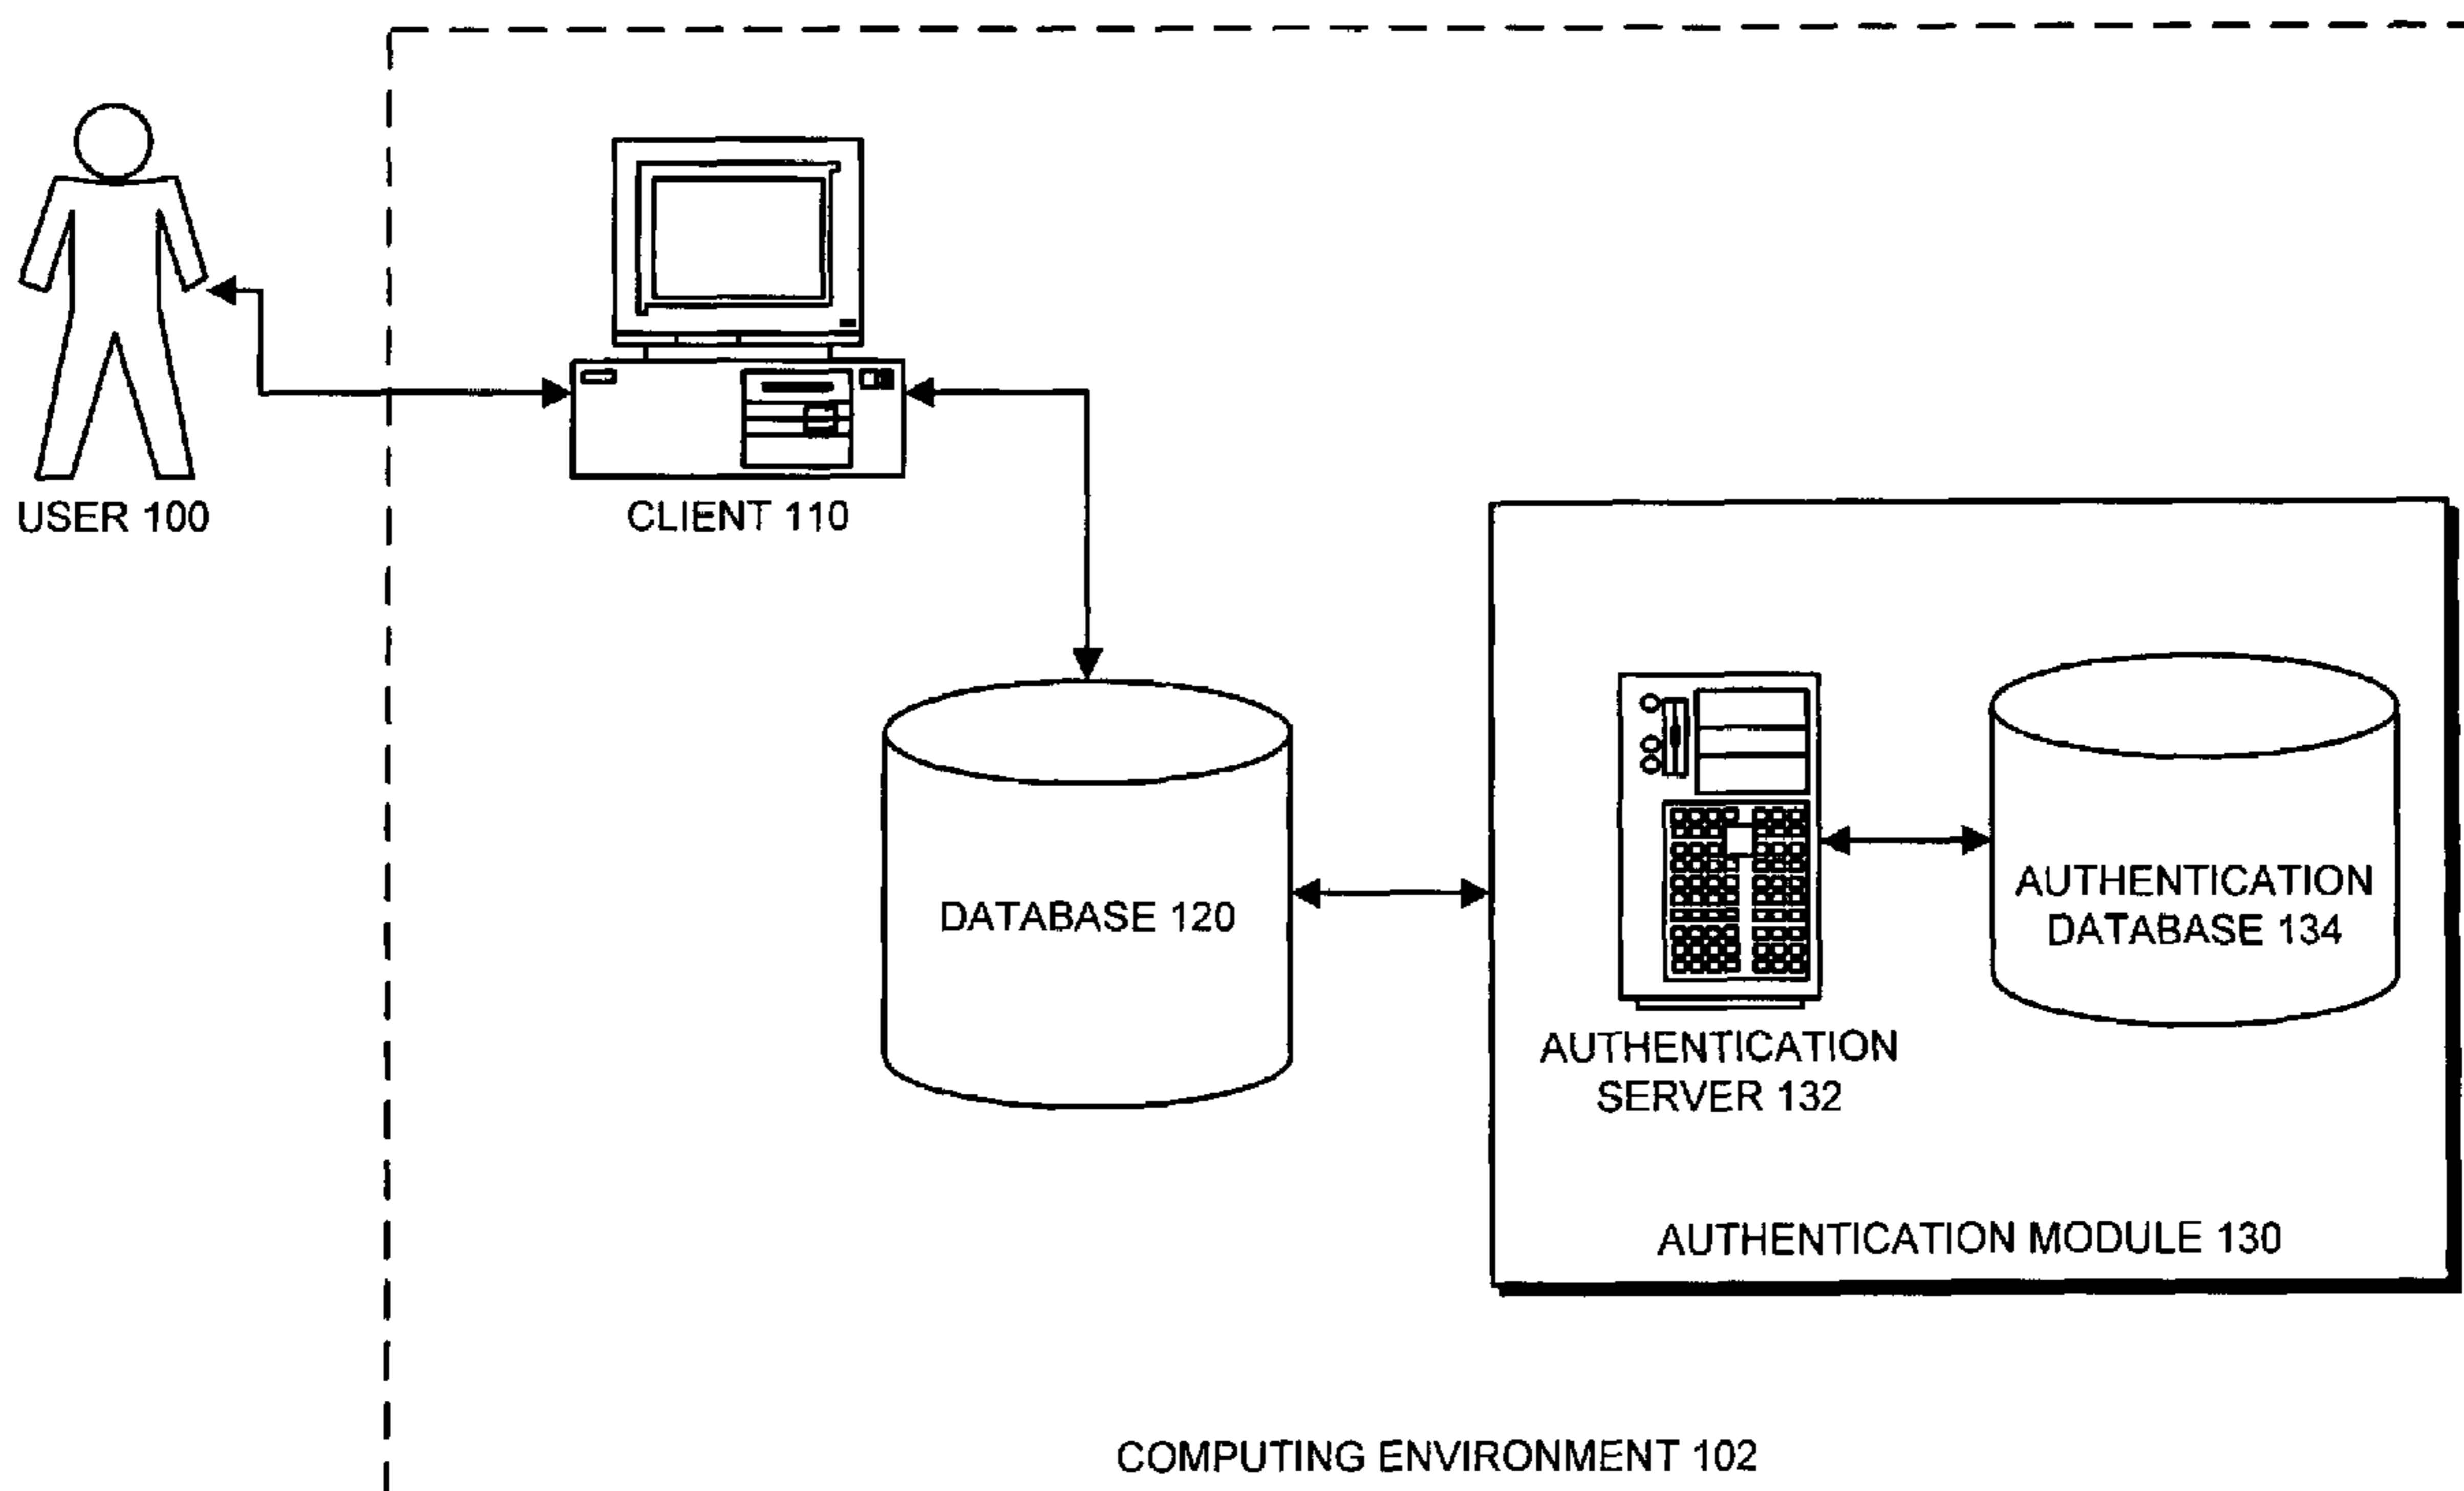 USER 100
CLIENT 110
DATABASE 120
AUTHENTICATION
DATABASE 134
AUTHENTICATION
SERVER 132
AUTHENTICATION MODULE 130
COMPUTING ENVIRONMENT 102